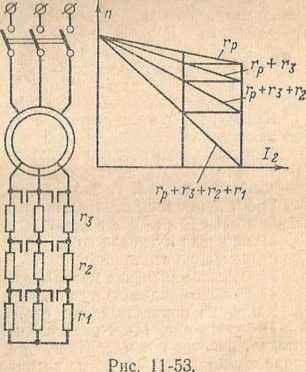 n
r_p
r_p + r_3
r_p + r_3 + r_2
I_2
r_p + r_3 + r_2 + r_1
r_3
r_2
r_1
Рис. 11-53.